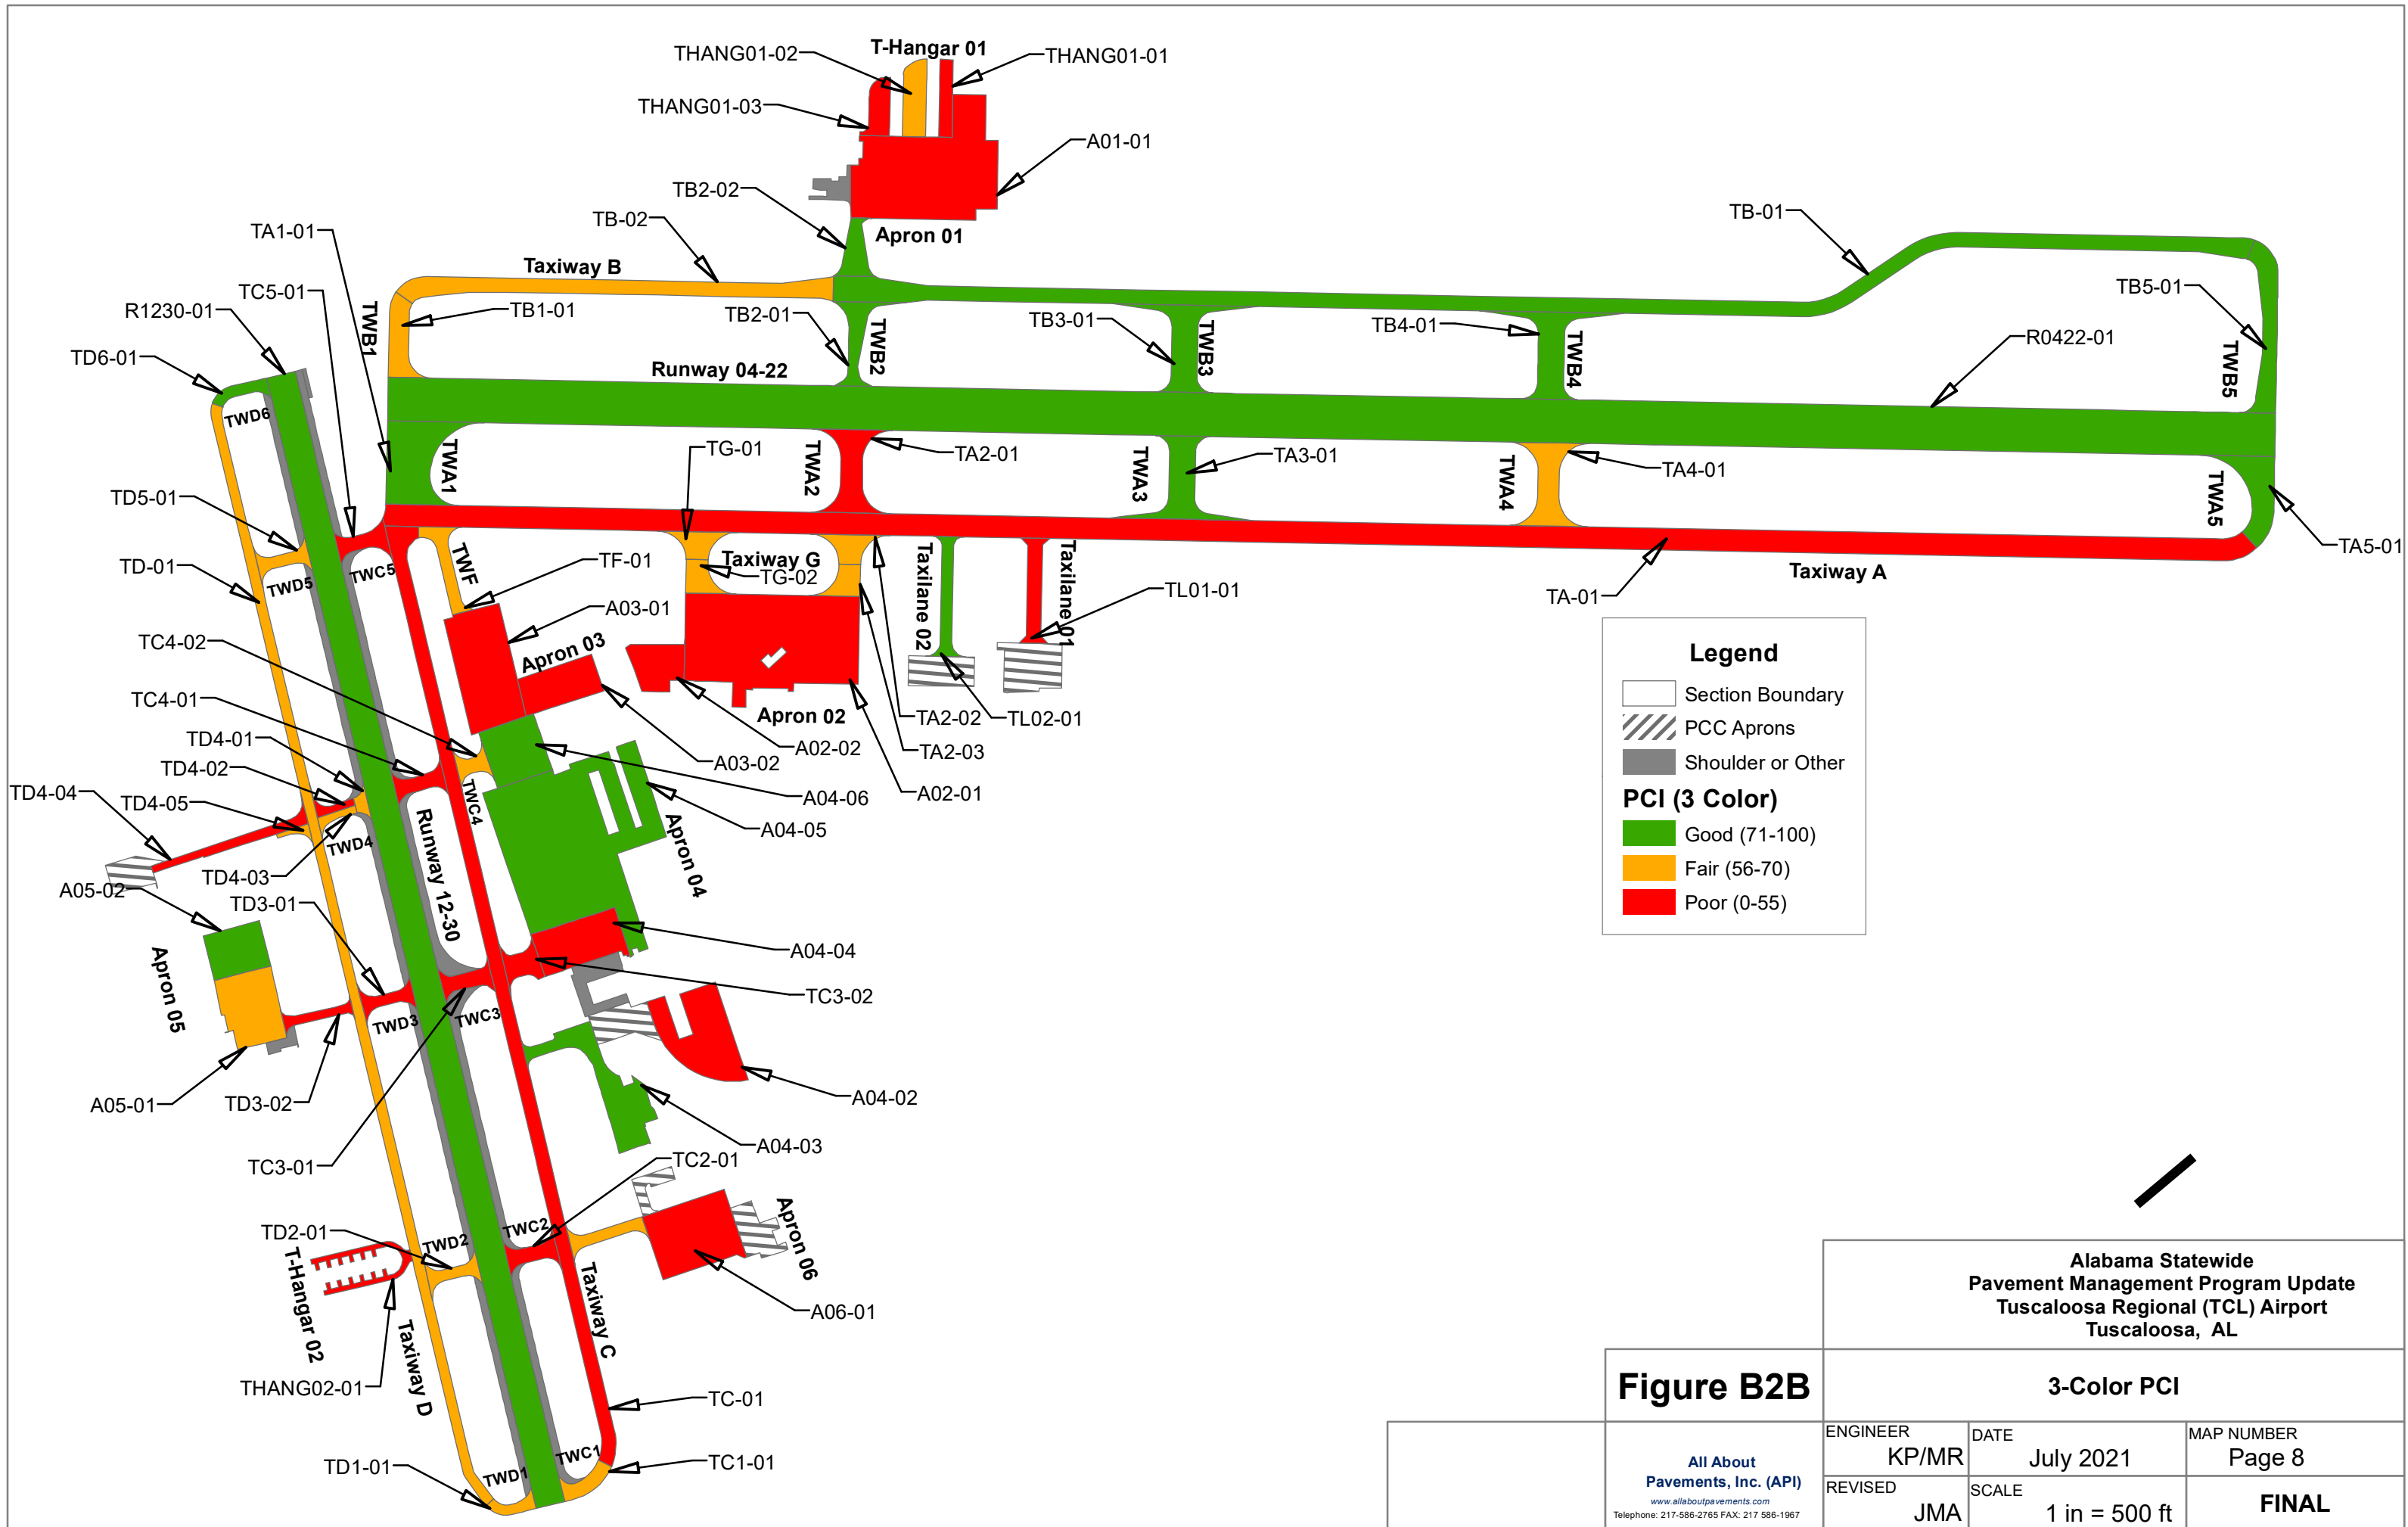 THANG01-02
T-Hangar 01
THANG01-01
THANG01-03
A01-01
TB2-02
TB-02
TB-01
TA1-01
Apron 01
Taxiway B
TC5-01
TB5-01
R1230-01
TWB1
TB1-01
TB2-01
TWB2
TB3-01
TWB3
TB4-01
TWB4
R0422-01
TD6-01
Runway 04-22
TWB5
TWD6
TWA1
TG-01
TWA2
TA2-01
TWA3
TA3-01
TWA4
TA4-01
TWA5
TD5-01
TA5-01
TD-01
TWD5
TWC5
TWF
TF-01
Taxiway G
TG-02
Taxilane 02
Taxilane 01
TL01-01
Taxiway A
TA-01
A03-01
TC4-02
Apron 03
TC4-01
Apron 02
TA2-02
TL02-01
TD4-01
A02-02
TA2-03
TD4-02
A03-02
TD4-04
TD4-05
TWC4
A04-06
A02-01
A04-05
Runway 12-30
Apron 04
TWD4
TD4-03
A05-02
TD3-01
A04-04
Apron 05
TC3-02
TWD3
TWC3
A05-01
TD3-02
A04-02
TC3-01
A04-03
TC2-01
TD2-01
TWD2
TWC2
Apron 06
T-Hangar 02
A06-01
Taxiway C
Taxiway D
THANG02-01
TC-01
TWC1
TC1-01
TD1-01
TWD1
Legend
Section Boundary
PCC Aprons
Shoulder or Other
PCI (3 Color)
Good (71-100)
Fair (56-70)
Poor (0-55)
Alabama Statewide
Pavement Management Program Update
Tuscaloosa Regional (TCL) Airport
Tuscaloosa, AL
Figure B2B
3-Color PCI
All About
Pavements, Inc. (API)
www.allaboutpavements.com
Telephone: 217-586-2765 FAX: 217 586-1967
ENGINEER
KP/MR
DATE
July 2021
MAP NUMBER
Page 8
REVISED
JMA
SCALE
1 in = 500 ft
FINAL